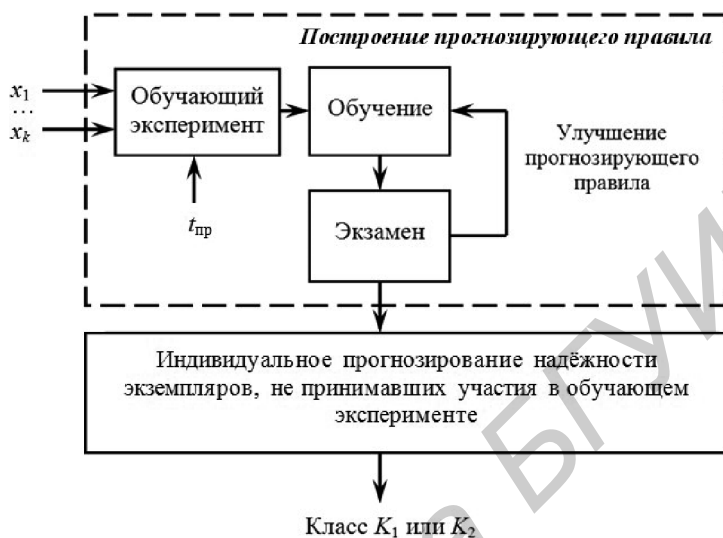 Построение прогнозирующего правила
x1
...
xk
Обучающий
эксперимент
Обучение
Улучшение
прогнозирующего
правила
tпр
Экзамен
Индивидуальное прогнозирование надёжности
экземпляров, не принимавших участия в обучающем
эксперименте
Класс K1 или K2